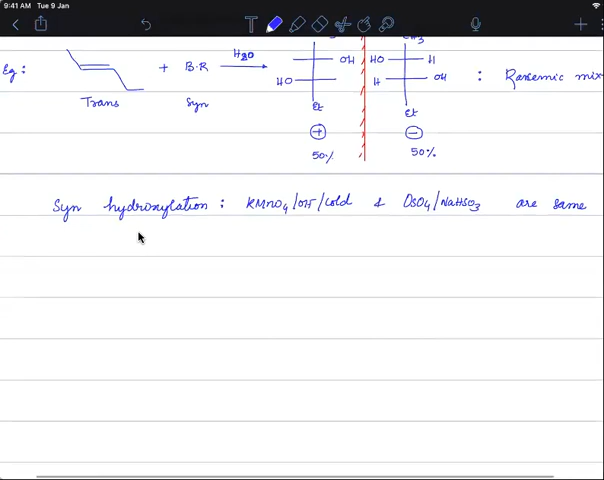 9:41 AM Tue 9 Jan
CH3
Eg : + B.R H2O OH HO H : Racemic mix
HO H OH
Trans Syn Et Et
+ −
50% 50%
Syn hydroxylation : KMnO4/OH/cold & OsO4/NaHSO3 are same